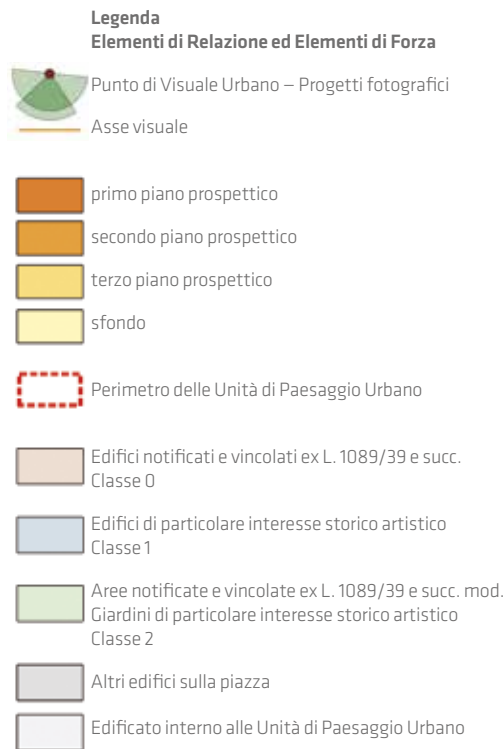 Legenda
Elementi di Relazione ed Elementi di Forza
Punto di Visuale Urbano – Progetti fotografici
Asse visuale
primo piano prospettico
secondo piano prospettico
terzo piano prospettico
sfondo
Perimetro delle Unità di Paesaggio Urbano
Edifici notificati e vincolati ex L. 1089/39 e succ.
Classe 0
Edifici di particolare interesse storico artistico
Classe 1
Aree notificate e vincolate ex L. 1089/39 e succ. mod.
Giardini di particolare interesse storico artistico
Classe 2
Altri edifici sulla piazza
Edificato interno alle Unità di Paesaggio Urbano